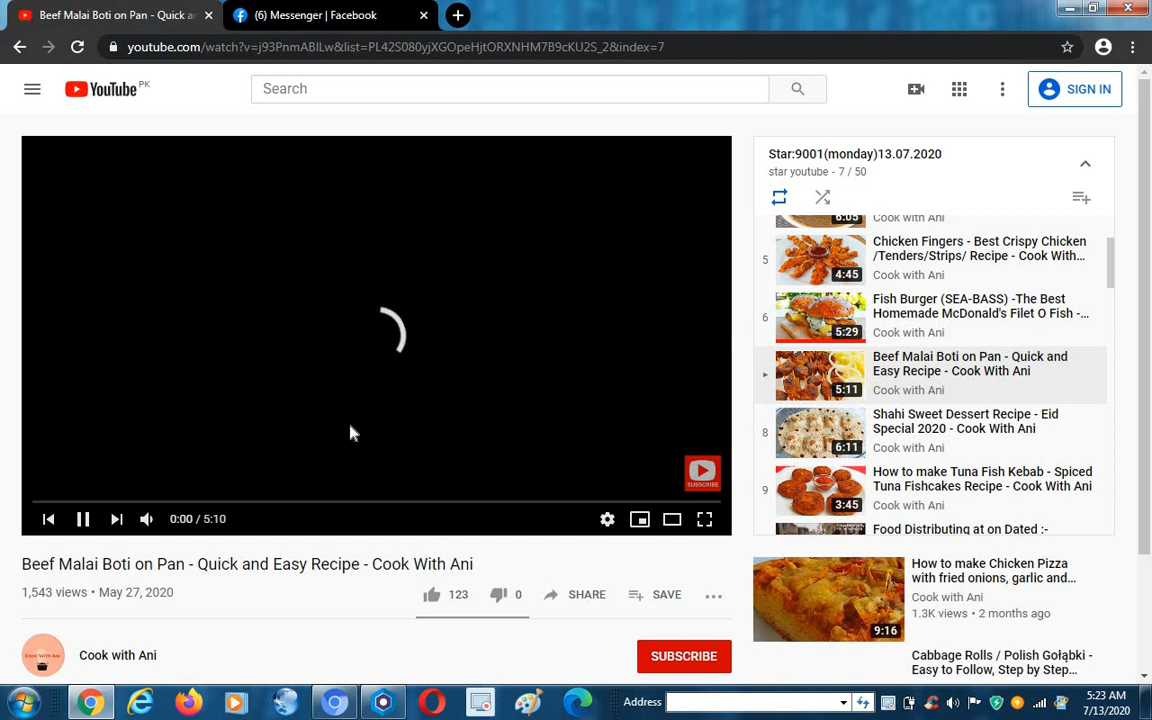 Beef Malai Boti on Pan - Quick an
(6) Messenger | Facebook
youtube.com/watch?v=j93PnmABILw&list=PL42S080yjXGOpeHjtORXNHM7B9cKU2S_2&index=7
YouTube PK
Search
SIGN IN
SUBSCRIBE
0:00 / 5:10
Beef Malai Boti on Pan - Quick and Easy Recipe - Cook With Ani
1,543 views • May 27, 2020
123
0
SHARE
SAVE
Cook With Ani
Cook with Ani
SUBSCRIBE
Star:9001(monday)13.07.2020
star youtube - 7 / 50
6:05
Cook with Ani
5
4:45
Chicken Fingers - Best Crispy Chicken
/Tenders/Strips/ Recipe - Cook With...
Cook with Ani
6
5:29
Fish Burger (SEA-BASS) -The Best
Homemade McDonald's Filet O Fish -...
Cook with Ani
5:11
Beef Malai Boti on Pan - Quick and
Easy Recipe - Cook With Ani
Cook with Ani
8
6:11
Shahi Sweet Dessert Recipe - Eid
Special 2020 - Cook With Ani
Cook with Ani
9
3:45
How to make Tuna Fish Kebab - Spiced
Tuna Fishcakes Recipe - Cook With Ani
Cook with Ani
Food Distributing at on Dated :-
9:16
How to make Chicken Pizza
with fried onions, garlic and...
Cook with Ani
1.3K views • 2 months ago
Cabbage Rolls / Polish Gołąbki -
Easy to Follow, Step by Step...
Address
5:23 AM
7/13/2020